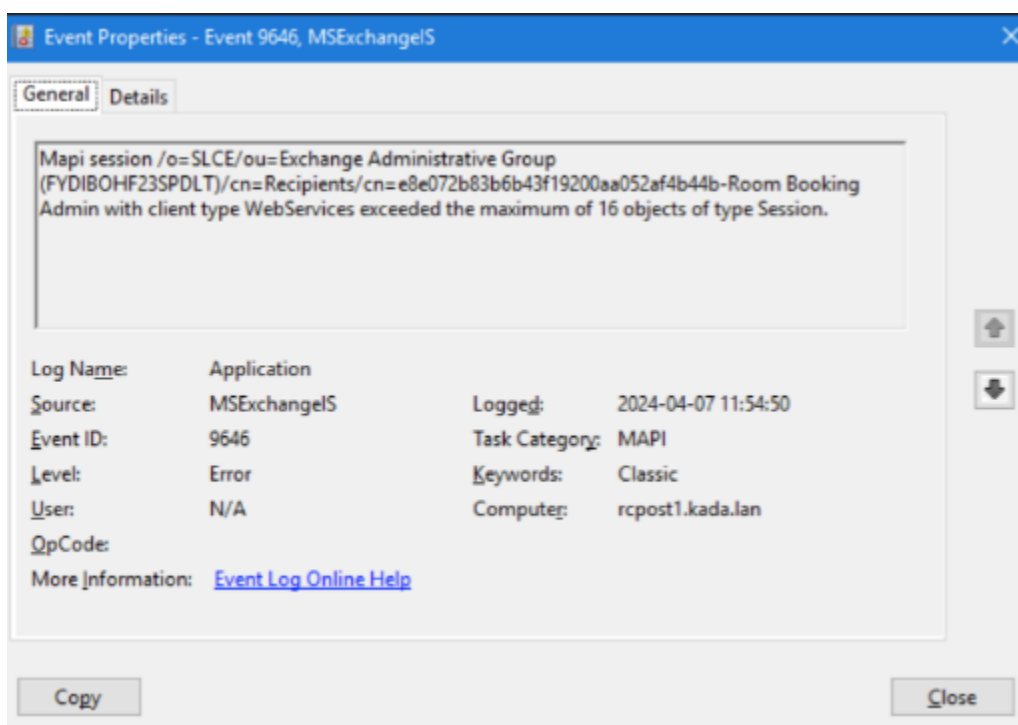 Event Properties - Event 9646, MSExchangeIS
General Details
Mapi session /o=SLCE/ou=Exchange Administrative Group
(FYDIBOHF23SPDLT)/cn=Recipients/cn=e8e072b83b6b43f19200aa052af4b44b-Room Booking
Admin with client type WebServices exceeded the maximum of 16 objects of type Session.
Log Name: Application
Source: MSExchangeIS Logged: 2024-04-07 11:54:50
Event ID: 9646 Task Category: MAPI
Level: Error Keywords: Classic
User: N/A Computer: rcpost1.kada.lan
OpCode:
More Information: Event Log Online Help
Copy Close